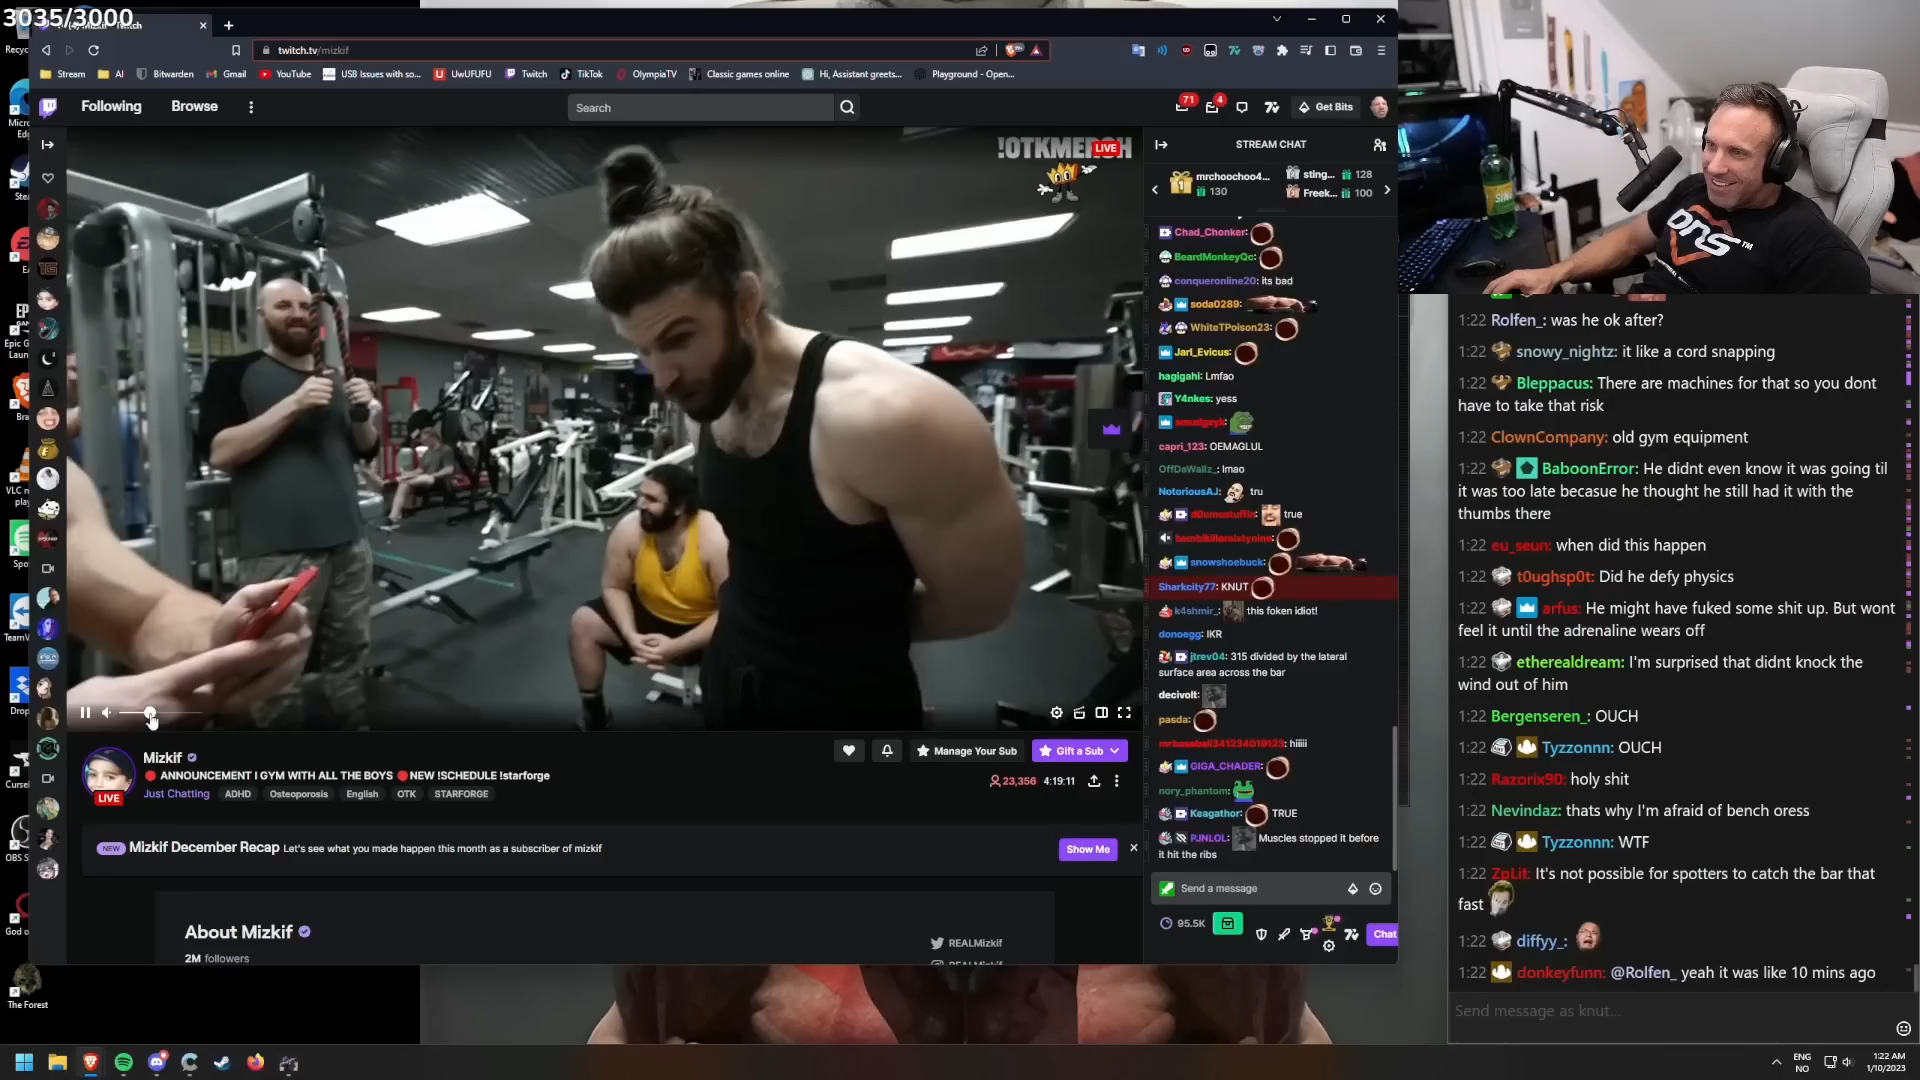 3035/3000
twitch.tv/mizkif
Stream
AI
Bitwarden
Gmail
YouTube
USB Issues with so...
UwUFUFU
Twitch
TikTok
OlympiaTV
Classic games online
Hi, Assistant greets...
Playground - Open...
Following
Browse
Search
71
4
Get Bits
!OTKMERCH
LIVE
STREAM CHAT
mrchoochoo4...
130
sting...
128
Freek...
100
Chad_Chonker:
BeardMonkeyQc:
conqueronline20: its bad
soda0289:
WhiteTPoison23:
Jarl_Evicus:
hagigahl: Lmfao
Y4nkes: yess
capri_123: OEMAGLUL
OffDaWallz_: lmao
NotoriousAJ: tru
true
snowshoebuck:
Sharkcity77: KNUT
k4shmir_: this foken idiot!
donoegg: IKR
jtrev04: 315 divided by the lateral
surface area across the bar
decivolt:
pasda:
mrbaseball341234019123: hiiiii
GIGA_CHADER:
nory_phantom:
Keagathor: TRUE
PJNLOL: Muscles stopped it before
it hit the ribs
Send a message
95.5K
Chat
Mizkif
ANNOUNCEMENT I GYM WITH ALL THE BOYS NEW !SCHEDULE !starforge
Just Chatting
ADHD
Osteoporosis
English
OTK
STARFORGE
LIVE
Manage Your Sub
Gift a Sub
23,356
4:19:11
NEW
Mizkif December Recap
Let's see what you made happen this month as a subscriber of mizkif
Show Me
About Mizkif
2M followers
REALMizkif
REALMizkif
DNS™
1:22 Rolfen_: was he ok after?
1:22 snowy_nightz: it like a cord snapping
1:22 Bleppacus: There are machines for that so you dont
have to take that risk
1:22 ClownCompany: old gym equipment
1:22 BaboonError: He didnt even know it was going til
it was too late becasue he thought he still had it with the
thumbs there
1:22 eu_seun: when did this happen
1:22 t0ughsp0t: Did he defy physics
1:22 arfus: He might have fuked some shit up. But wont
feel it until the adrenaline wears off
1:22 etherealdream: I'm surprised that didnt knock the
wind out of him
1:22 Bergenseren_: OUCH
1:22 Tyzzonnn: OUCH
1:22 Razorix90: holy shit
1:22 Nevindaz: thats why I'm afraid of bench oress
1:22 Tyzzonnn: WTF
1:22 ZpLit: It's not possible for spotters to catch the bar that
fast
1:22 diffyy_:
1:22 donkeyfunn: @Rolfen_ yeah it was like 10 mins ago
Send message as knut...
The Forest
ENG
NO
1:22 AM
1/10/2023